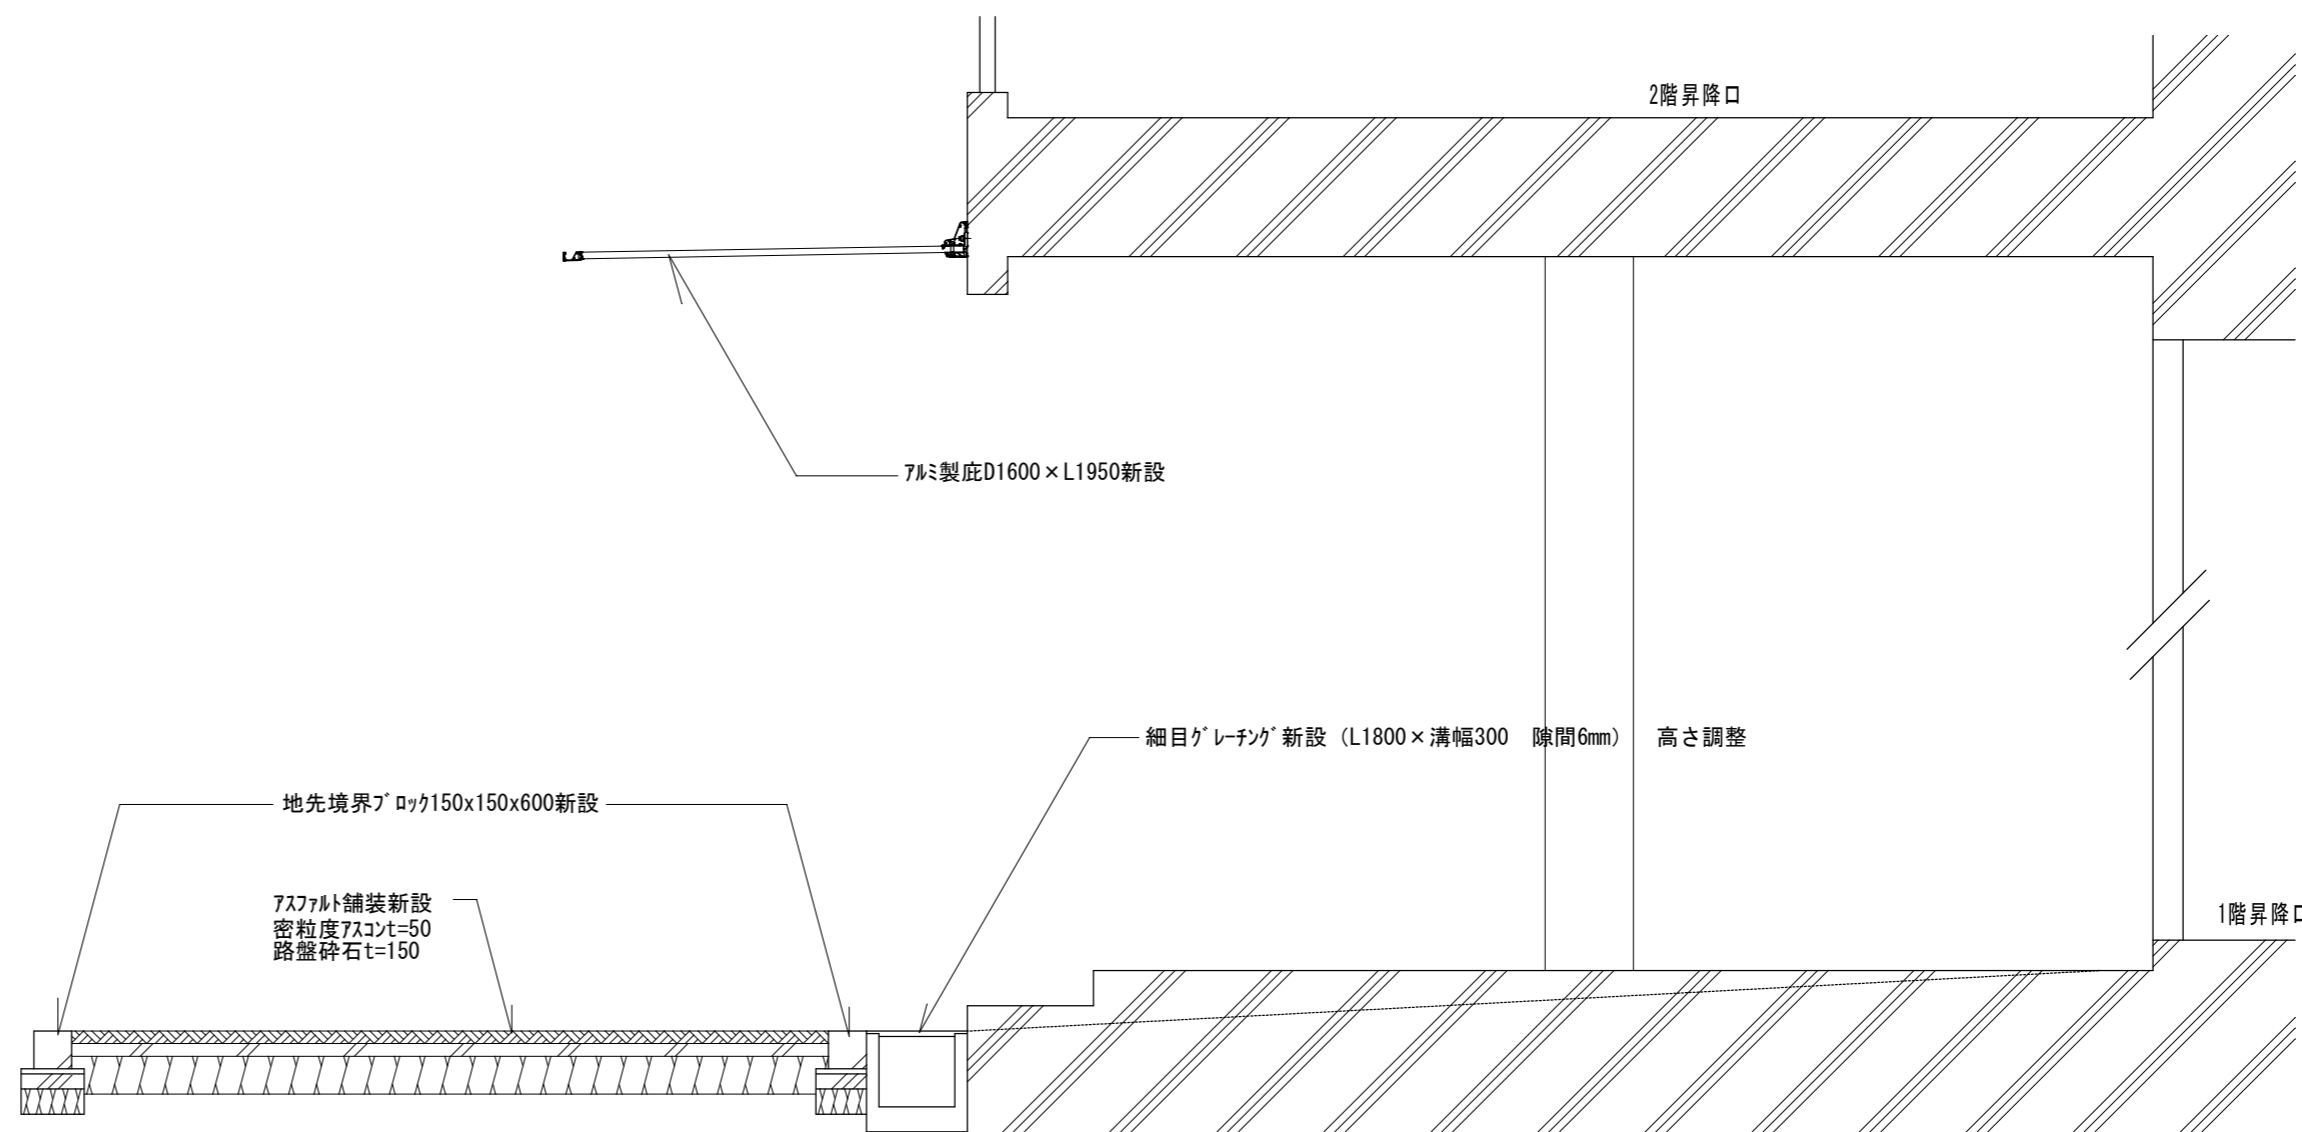 2階昇降口
ｱﾙﾐ製庇D1600×L1950新設
細目ｸﾞﾚｰﾁﾝｸﾞ新設（L1800×溝幅300　隙間6mm）　高さ調整
地先境界ﾌﾞﾛｯｸ150x150x600新設
ｱｽﾌｧﾙﾄ舗装新設
密粒度ｱｽｺﾝt=50
路盤砕石t=150
1階昇降口